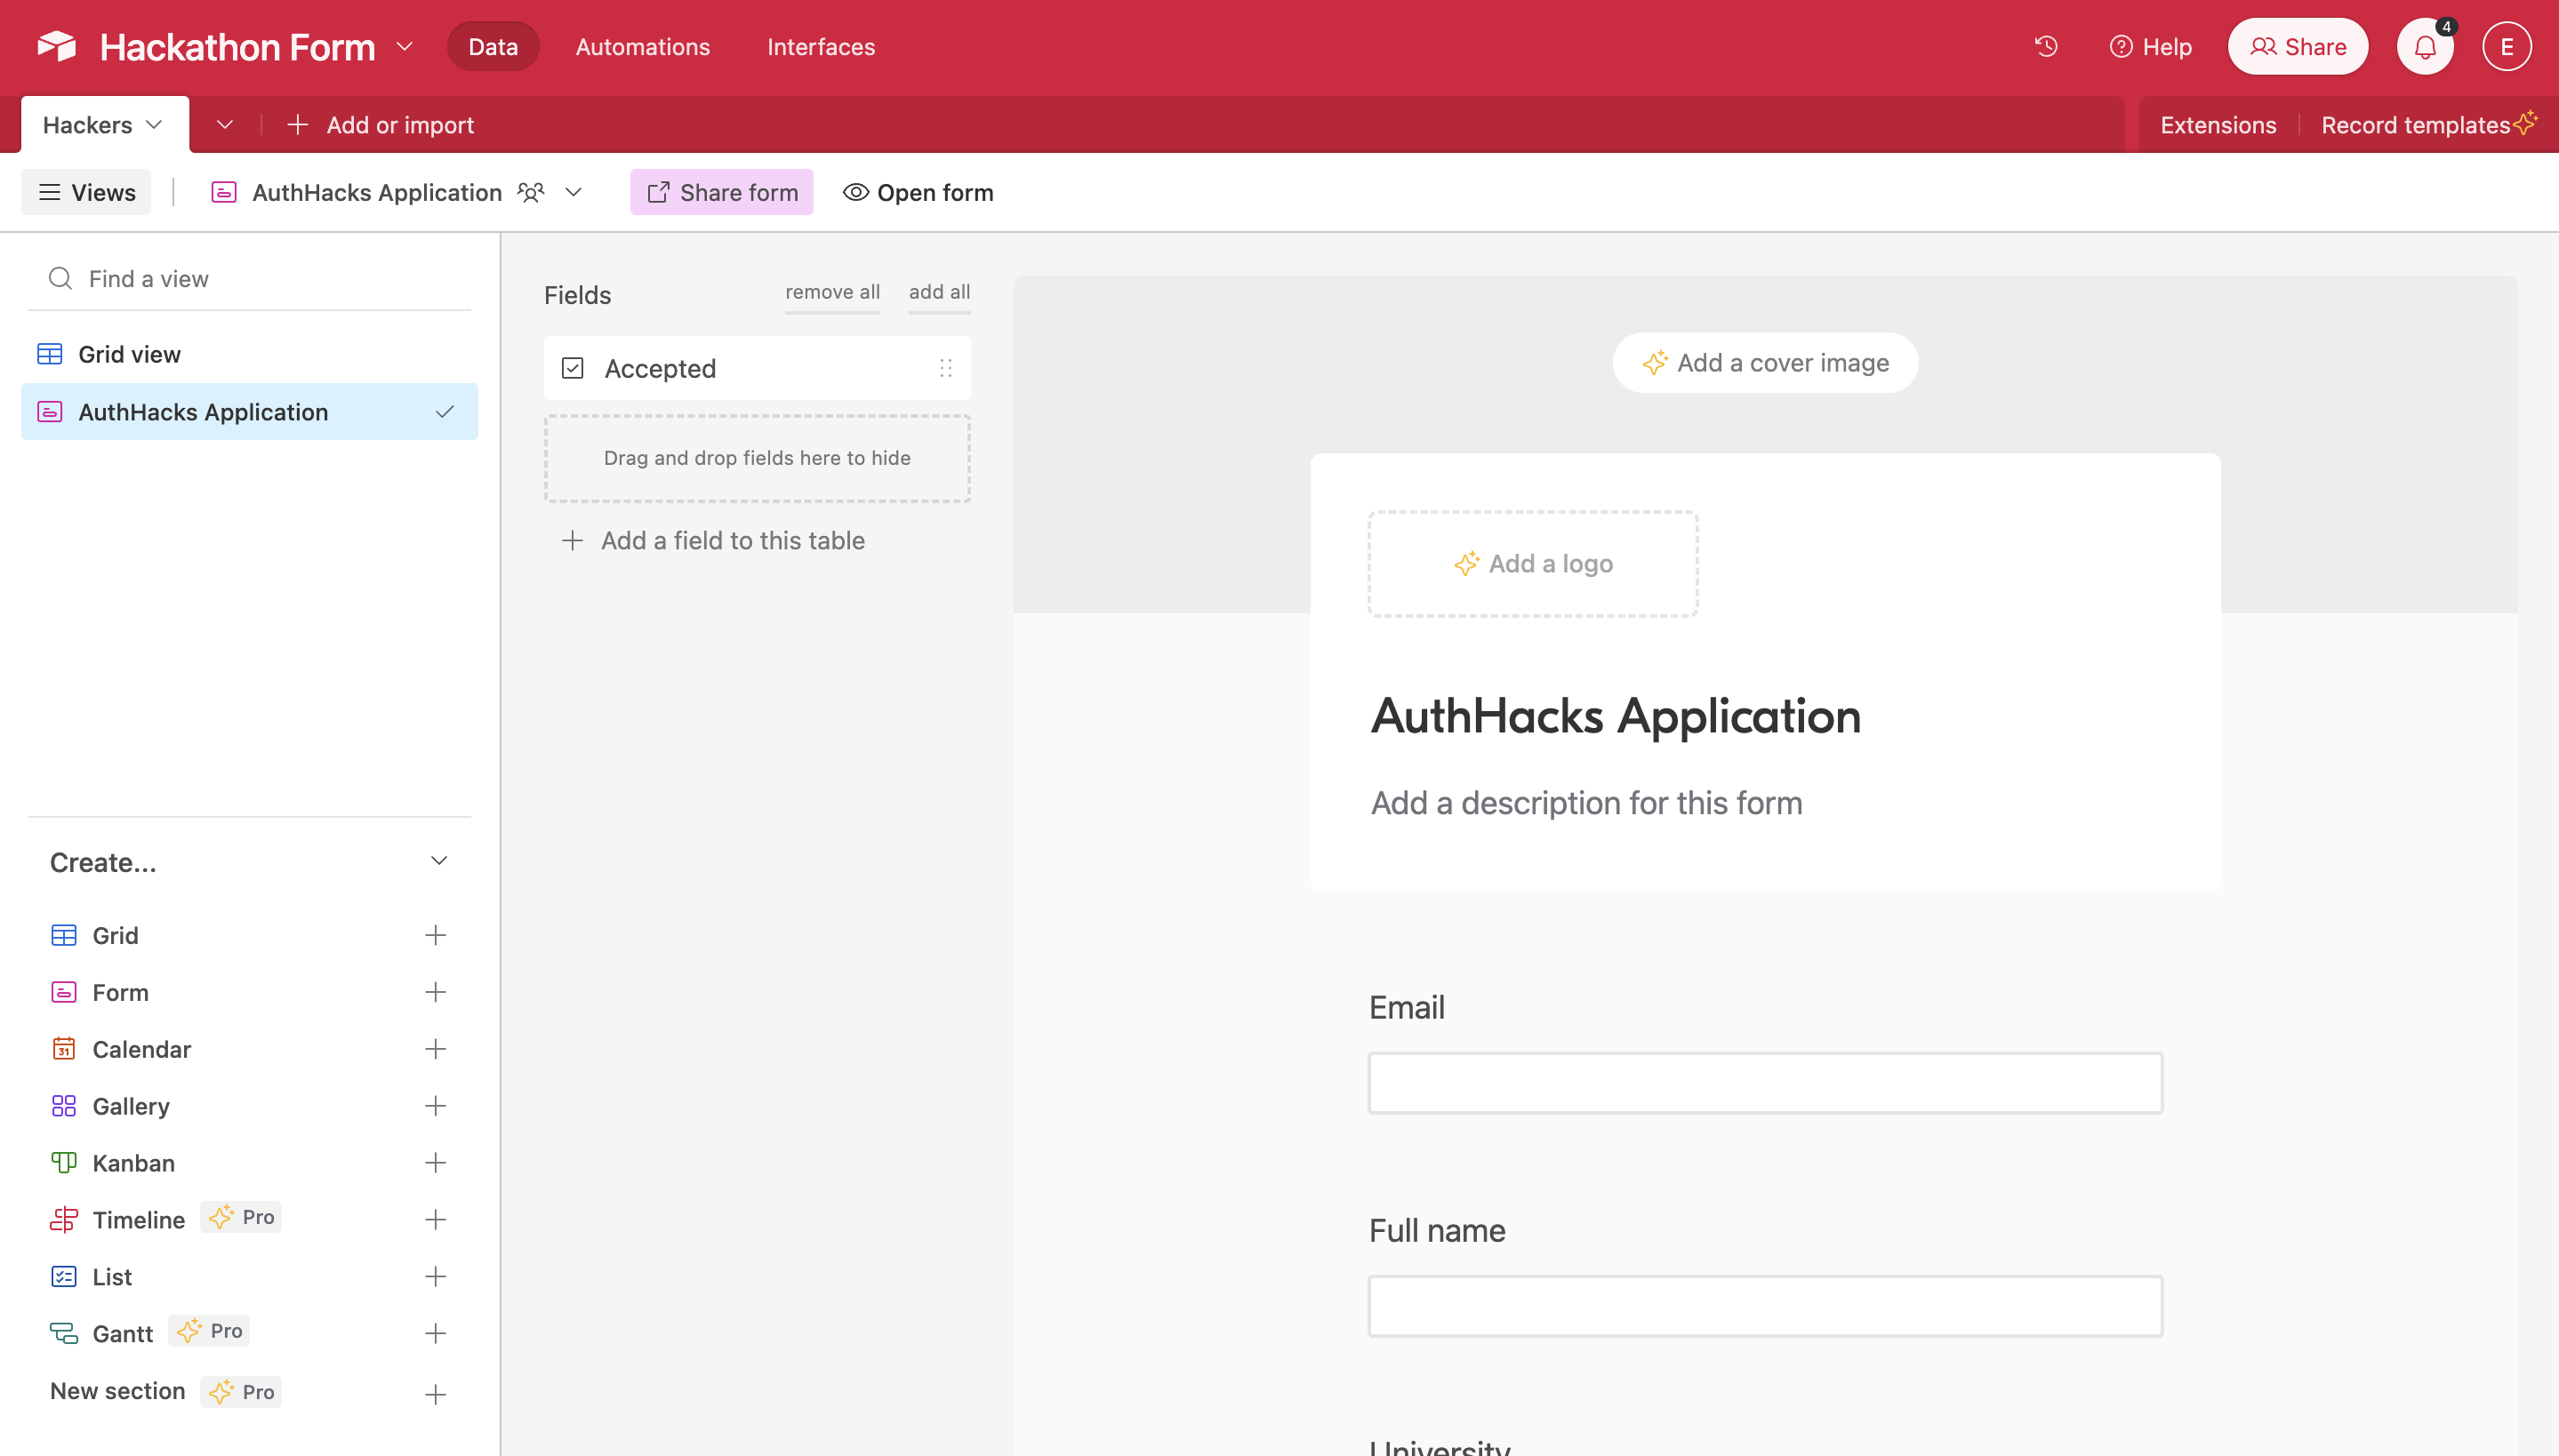 Hackathon Form
Data
Automations
Interfaces
Help
Share
4
E
Hackers
Add or import
Extensions
Record templates
Views
AuthHacks Application
Share form
Open form
Find a view
Grid view
AuthHacks Application
Create...
Grid
Form
31
Calendar
Gallery
Kanban
Timeline Pro
List
Gantt Pro
New section Pro
Fields
remove all
add all
Accepted
Drag and drop fields here to hide
Add a field to this table
Add a cover image
Add a logo
AuthHacks Application
Add a description for this form
Email
Full name
University